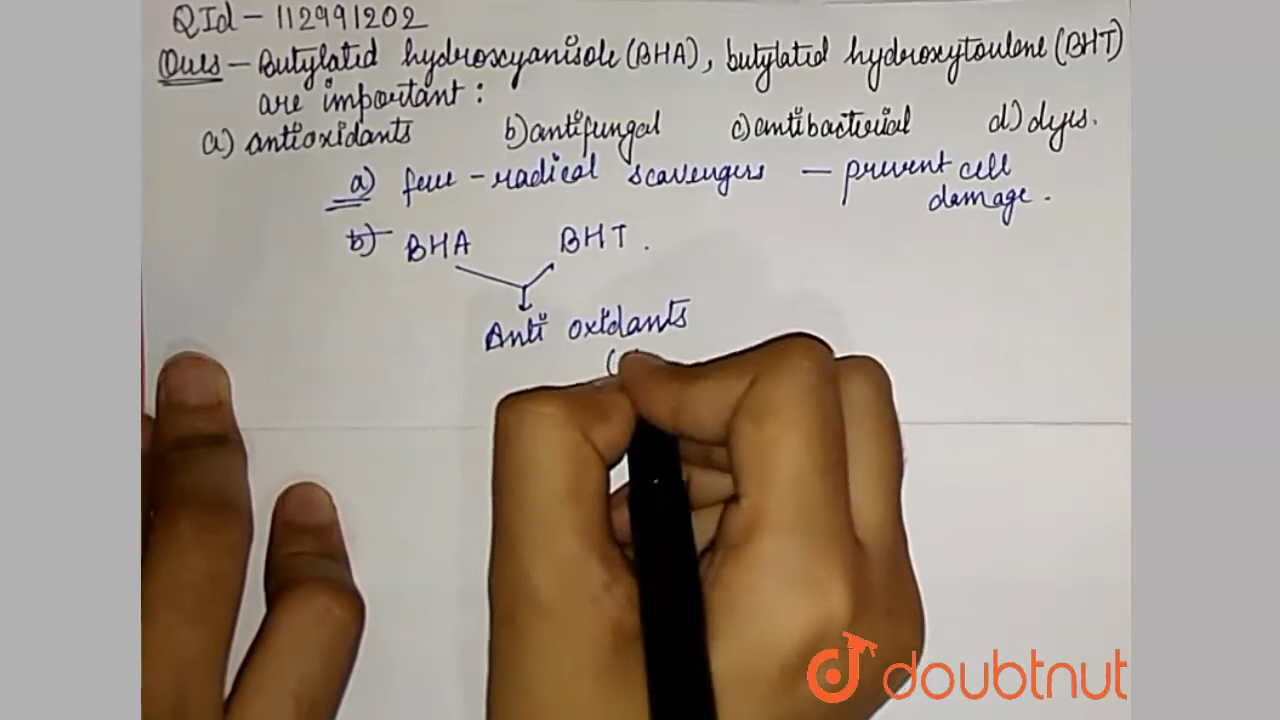 QId - 112991202
Ques - Butylated hydroxyanisole (BHA), butylated hydroxytoulene (BHT)
are important :
a) antioxidants b) antifungal c) antibacterial d) dyes.
a) free - radical scavengers - prevent cell
damage.
b) BHA BHT.
Anti oxidants
(
doubtnut